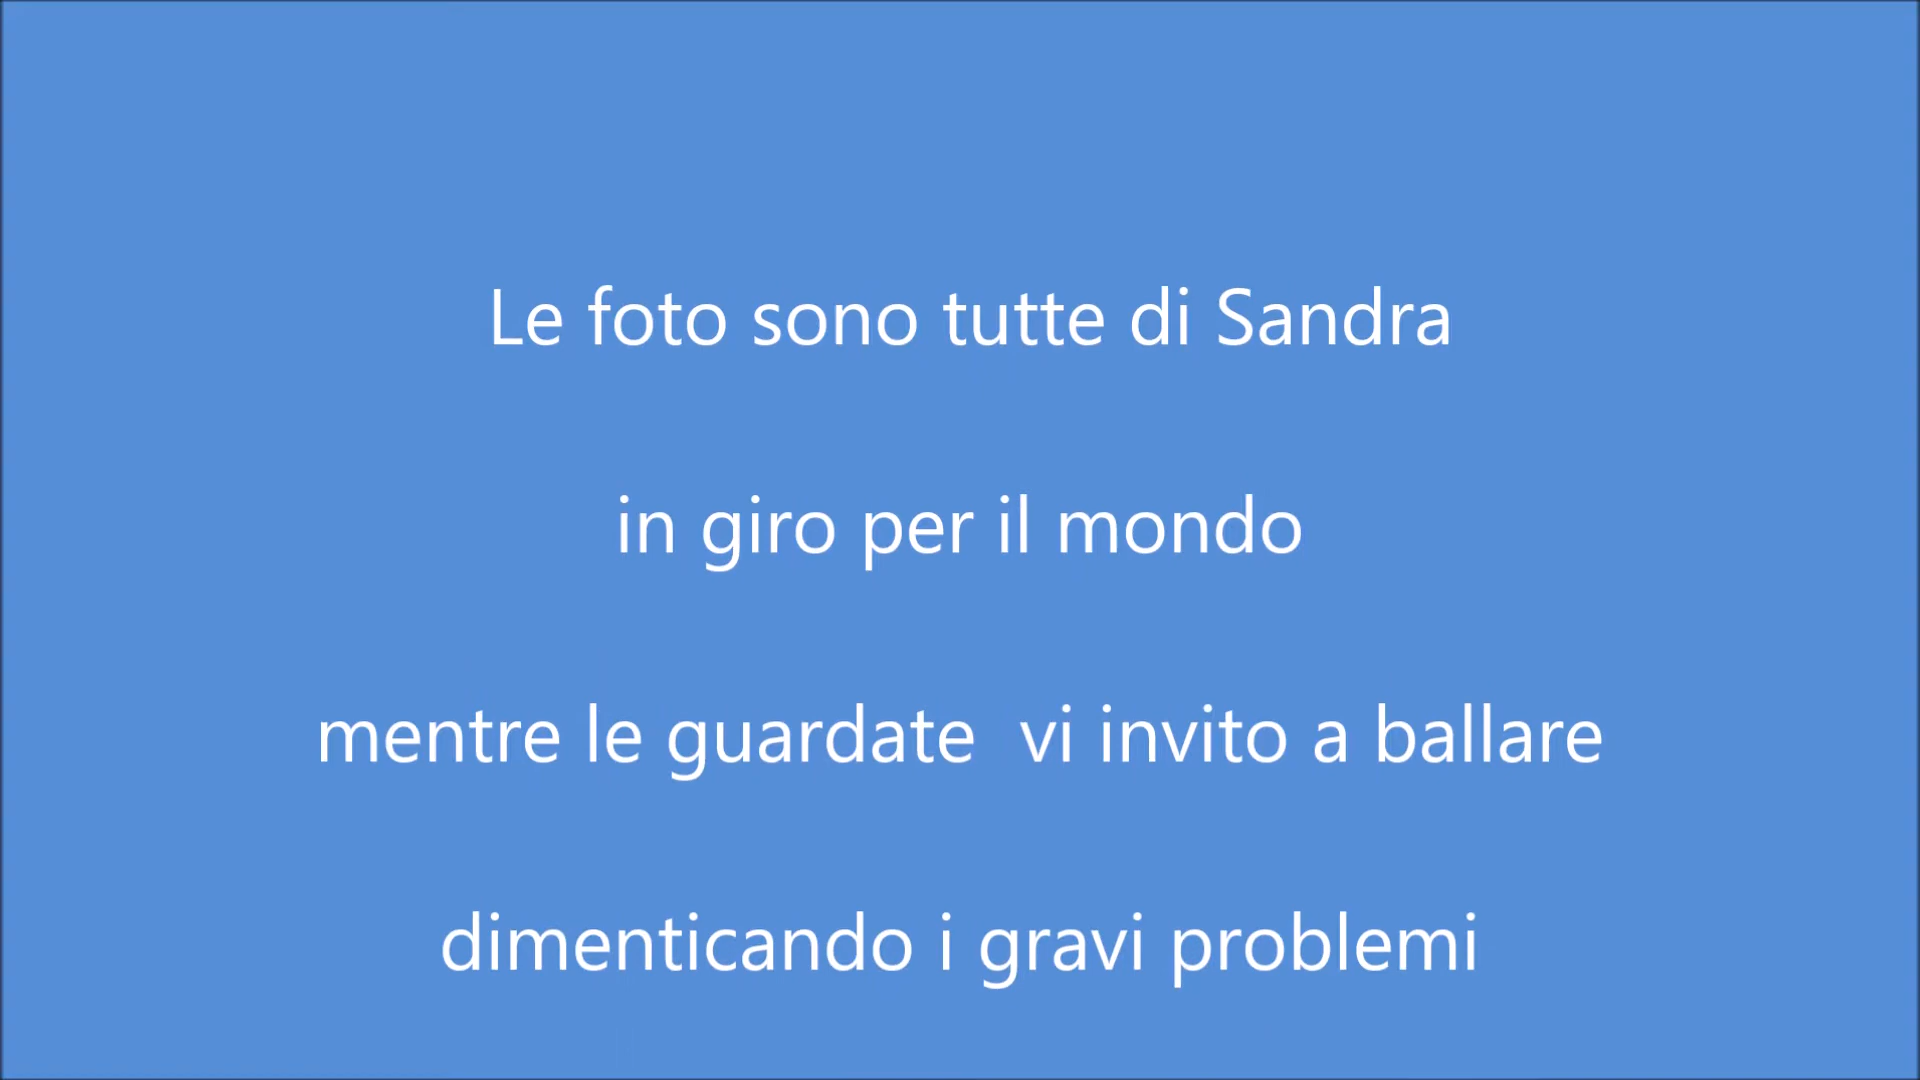 Le foto sono tutte di Sandra
in giro per il mondo
mentre le guardate  vi invito a ballare
dimenticando i gravi problemi